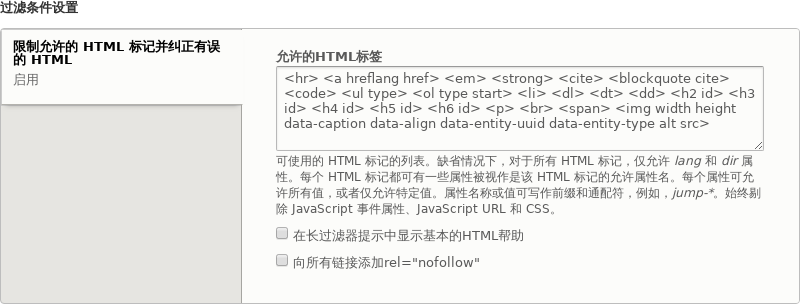 过滤条件设置
限制允许的 HTML 标记并纠正有误
的 HTML
启用
允许的HTML标签
<hr> <a hreflang href> <em> <strong> <cite> <blockquote cite>
<code> <ul type> <ol type start> <li> <dl> <dt> <dd> <h2 id> <h3
id> <h4 id> <h5 id> <h6 id> <p> <br> <span> <img width height
data-caption data-align data-entity-uuid data-entity-type alt src>
可使用的 HTML 标记的列表。缺省情况下，对于所有 HTML 标记，仅允许 lang 和 dir 属
性。每个 HTML 标记都可有一些属性被视作是该 HTML 标记的允许属性名。每个属性可允
许所有值，或者仅允许特定值。属性名称或值可写作前缀和通配符，例如，jump-*。始终剔
除 JavaScript 事件属性、JavaScript URL 和 CSS。
在长过滤器提示中显示基本的HTML帮助
向所有链接添加rel="nofollow"